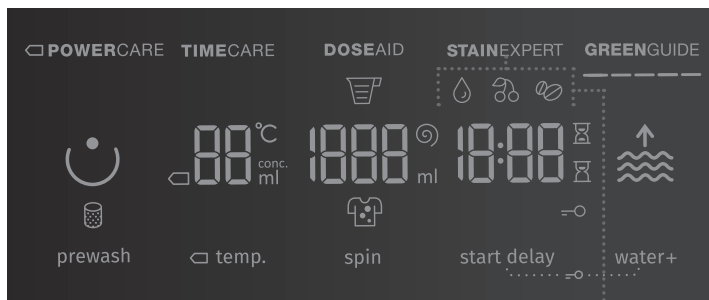 POWERCARE TIMECARE DOSEAID STAINEXPERT GREENGUIDE
88 °C 1888 18:88
conc.
ml ml
prewash temp. spin start delay water+